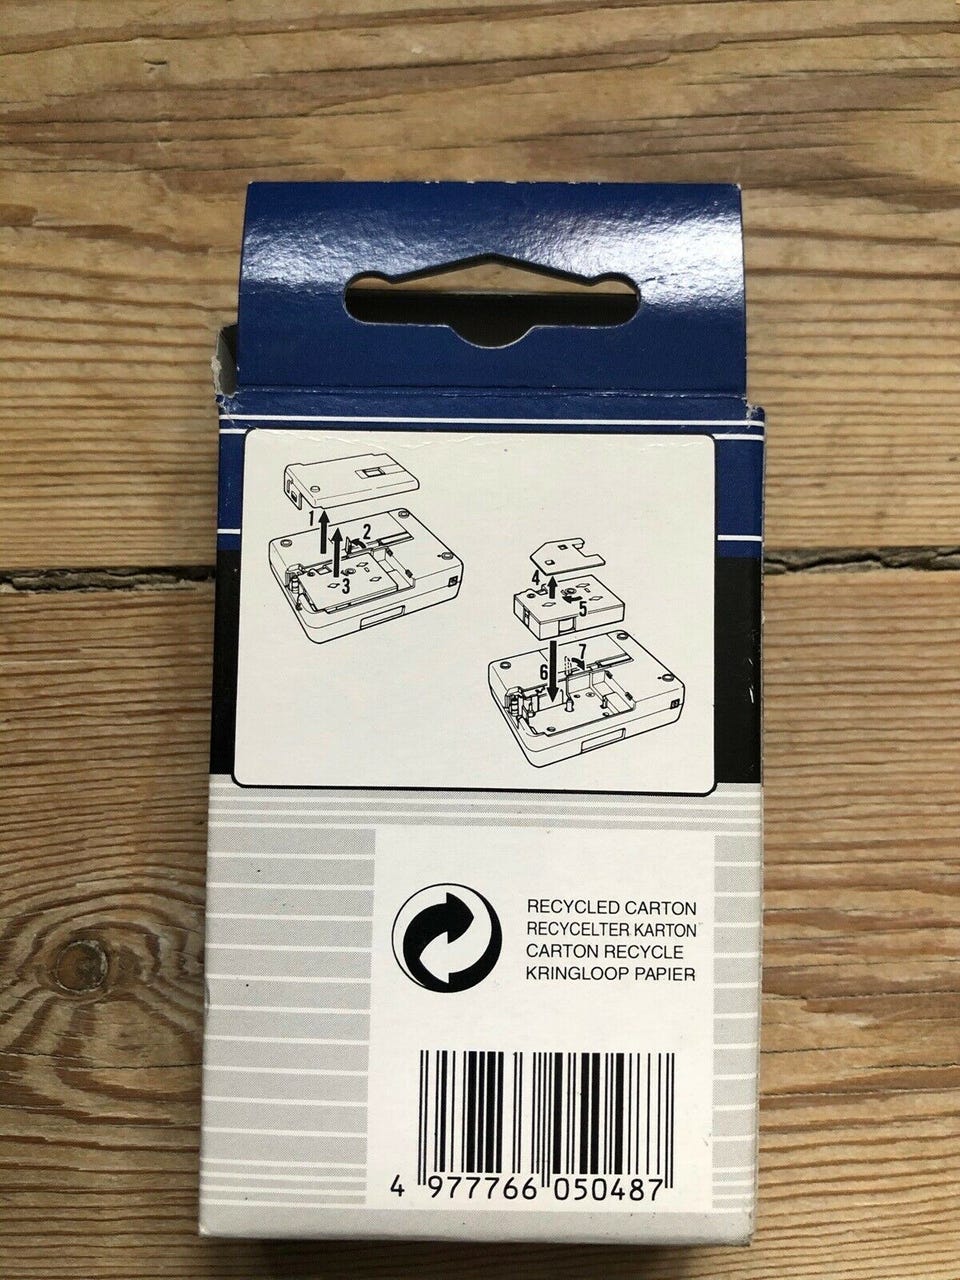 1
2
3
4
5
6
7
RECYCLED CARTON
RECYCELTER KARTON
CARTON RECYCLE
KRINGLOOP PAPIER
4 977766 050487